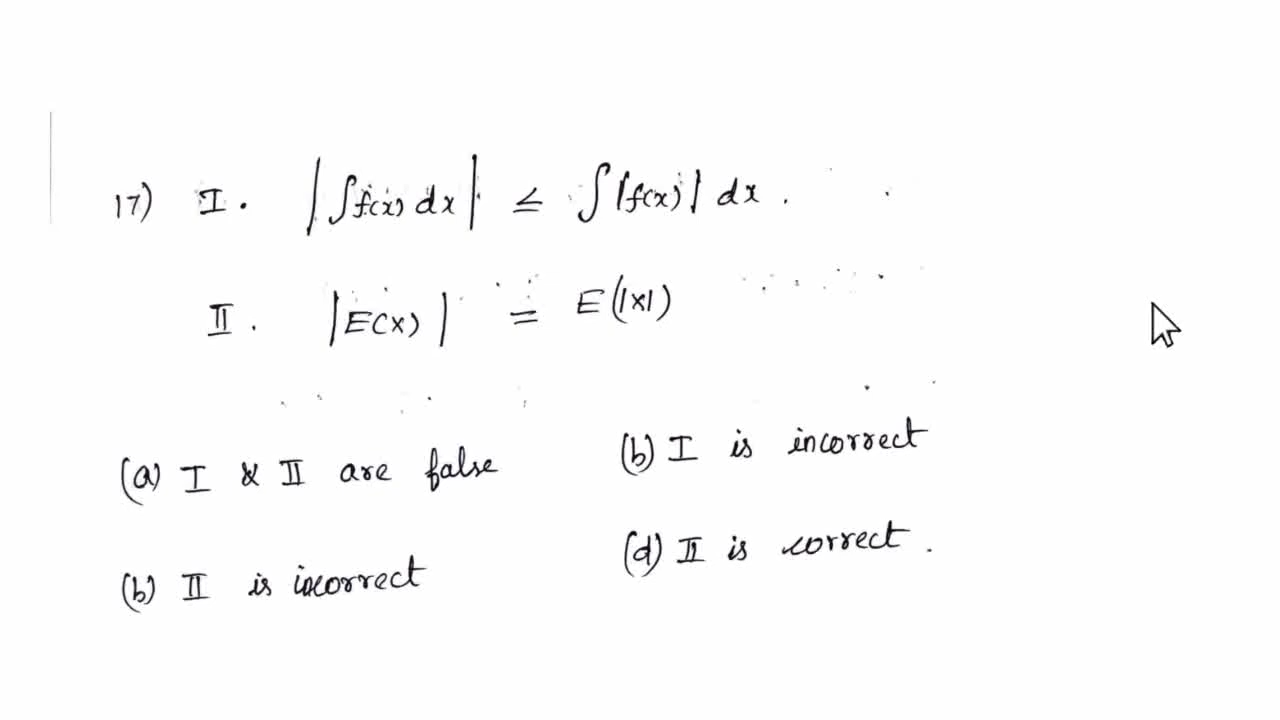 17) I. |∫f(x) dx| ≤ ∫|f(x)| dx.
II. |E(x)| = E(|x|)
(a) I & II are false (b) I is incorrect
(b) II is incorrect (d) II is correct.